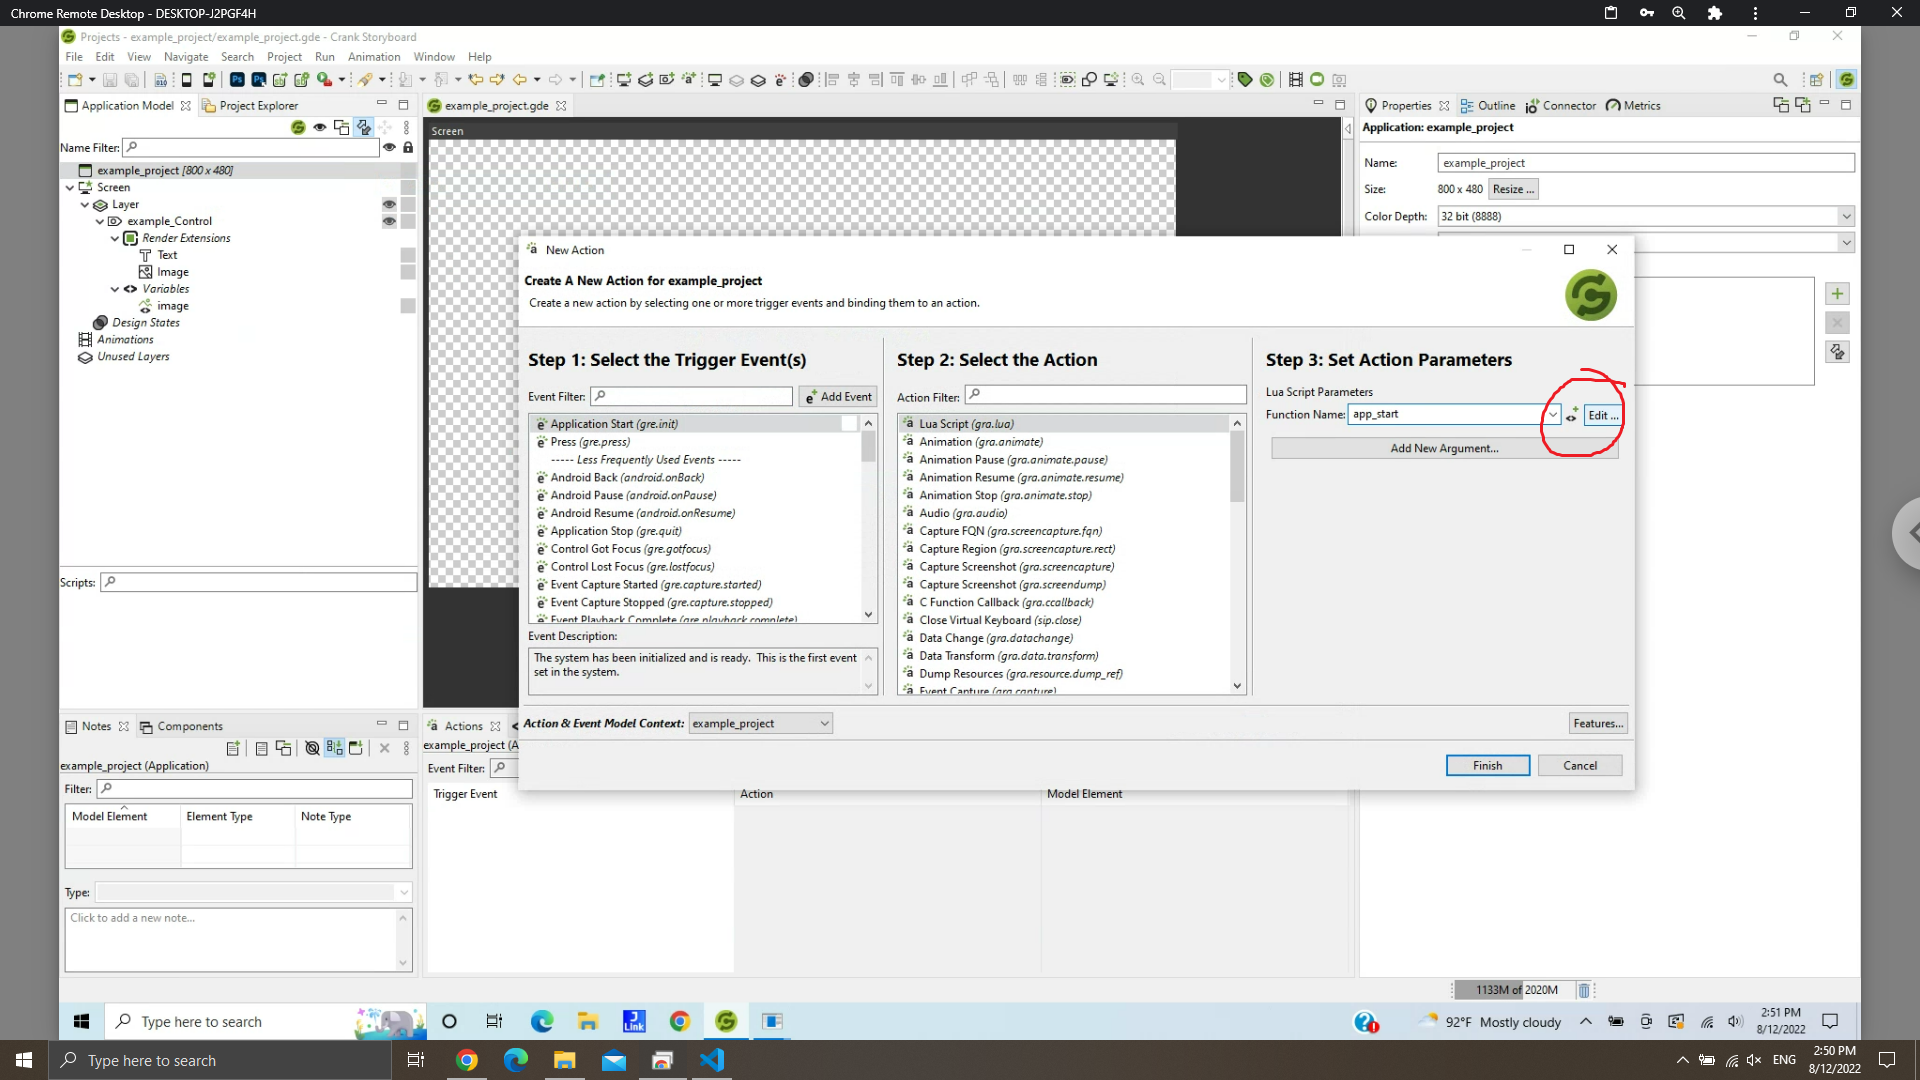 Chrome Remote Desktop - DESKTOP-J2PGF4H
Projects - example_project/example_project.gde - Crank Storyboard
File Edit View Navigate Search Project Run Animation Window Help
Application Model
Project Explorer
Name Filter:
example_project [800 x 480]
Screen
Layer
example_Control
Render Extensions
Text
Image
Variables
image
Design States
Animations
Unused Layers
Scripts:
example_project.gde
Screen
Properties
Outline
Connector
Metrics
Application: example_project
Name: example_project
Size: 800 x 480 Resize ...
Color Depth: 32 bit (8888)
New Action
Create A New Action for example_project
Create a new action by selecting one or more trigger events and binding them to an action.
Step 1: Select the Trigger Event(s)
Event Filter:
Add Event
Application Start (gre.init)
Press (gre.press)
----- Less Frequently Used Events -----
Android Back (android.onBack)
Android Pause (android.onPause)
Android Resume (android.onResume)
Application Stop (gre.quit)
Control Got Focus (gre.gotfocus)
Control Lost Focus (gre.lostfocus)
Event Capture Started (gre.capture.started)
Event Capture Stopped (gre.capture.stopped)
Event Playback Complete (gre.playback.complete)
Event Description:
The system has been initialized and is ready. This is the first event
set in the system.
Step 2: Select the Action
Action Filter:
Lua Script (gra.lua)
Animation (gra.animate)
Animation Pause (gra.animate.pause)
Animation Resume (gra.animate.resume)
Animation Stop (gra.animate.stop)
Audio (gra.audio)
Capture FQN (gra.screencapture.fqn)
Capture Region (gra.screencapture.rect)
Capture Screenshot (gra.screencapture)
Capture Screenshot (gra.screendump)
C Function Callback (gra.ccallback)
Close Virtual Keyboard (sip.close)
Data Change (gra.datachange)
Data Transform (gra.data.transform)
Dump Resources (gra.resource.dump_ref)
Event Capture (gra.capture)
Step 3: Set Action Parameters
Lua Script Parameters
Function Name: app_start
Edit ...
Add New Argument...
Action & Event Model Context: example_project
Features...
Finish
Cancel
Notes
Components
example_project (Application)
Filter:
Model Element Element Type Note Type
Type:
Click to add a new note...
Actions
example_project (A
Event Filter:
Trigger Event Action Model Element
1133M of 2020M
Type here to search
J
Link
92°F Mostly cloudy
2:51 PM
8/12/2022
Type here to search
ENG
2:50 PM
8/12/2022